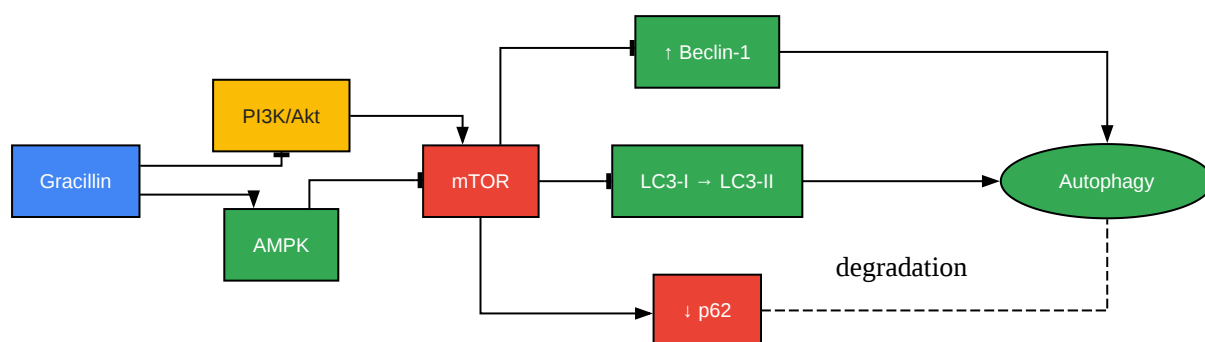 ↑ Beclin-1
PI3K/Akt
Gracillin
mTOR
LC3-I → LC3-II
Autophagy
AMPK
degradation
↓ p62